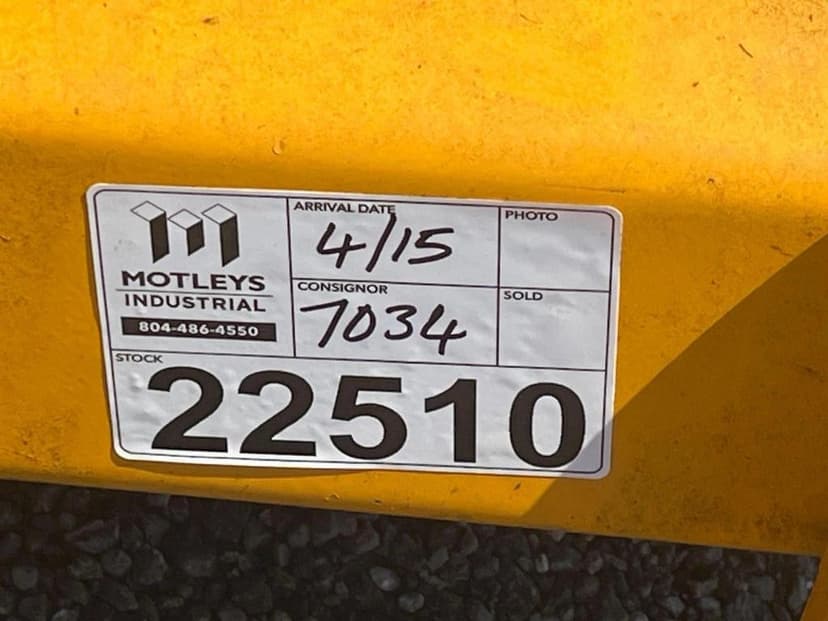 MOTLEYS
INDUSTRIAL
804-486-4550
ARRIVAL DATE
4/15
PHOTO
CONSIGNOR
7034
SOLD
STOCK
22510